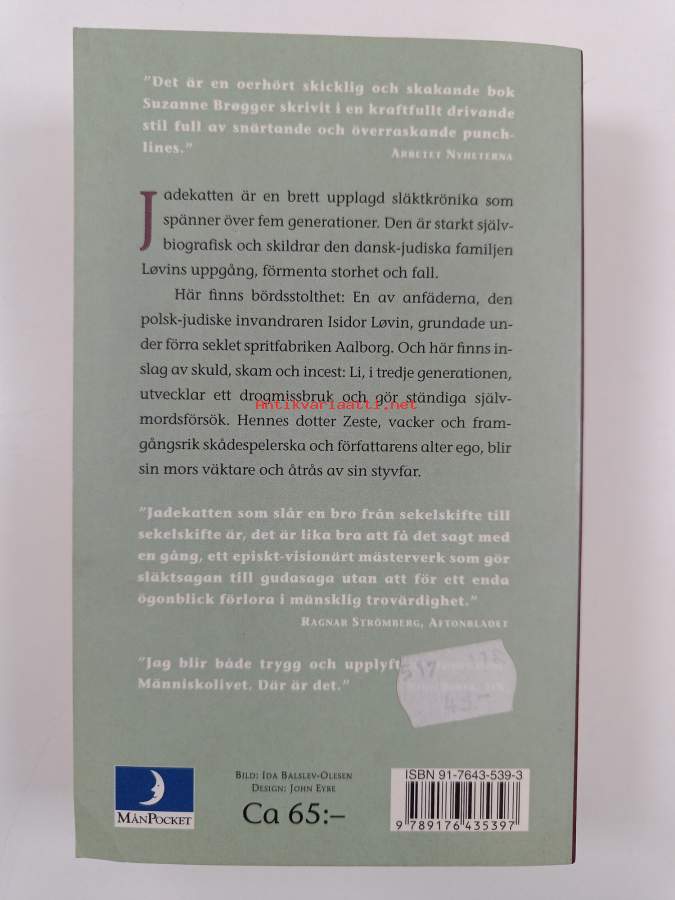 "Det är en oerhört skicklig och skakande bok
Suzanne Brøgger skrivit i en kraftfullt drivande
stil full av snärtande och överraskande punch-
lines."
ARBETET NYHETERNA
Jadekatten är en brett upplagd släktkrönika som
spänner över fem generationer. Den är starkt själv-
biografisk och skildrar den dansk-judiska familjen
Løvins uppgång, förmenta storhet och fall.
Här finns bördsstolthet: En av anfäderna, den
polsk-judiske invandraren Isidor Løvin, grundade un-
der förra seklet spritfabriken Aalborg. Och här finns in-
slag av skuld, skam och incest: Li, i tredje generationen,
utvecklar ett drogmissbruk och gör ständiga själv-
antikvariaatti.net
mordsförsök. Hennes dotter Zeste, vacker och fram-
gångsrik skådespelerska och författarens alter ego, blir
sin mors väktare och åtrås av sin styvfar.
"Jadekatten som slår en bro från sekelskifte till
sekelskifte är, det är lika bra att få det sagt med
en gång, ett episkt-visionärt mästerverk som gör
släktsagan till gudasaga utan att för ett enda
ögonblick förlora i mänsklig trovärdighet."
RAGNAR STRÖMBERG, AFTONBLADET
"Jag blir både trygg och upplyft
Människolivet. Där är det."
49:-
BILD: IDA BALSLEV-OLESEN
DESIGN: JOHN EYRE
Ca 65:–
MÅNPOCKET
ISBN 91-7643-539-3
9 789176 435397